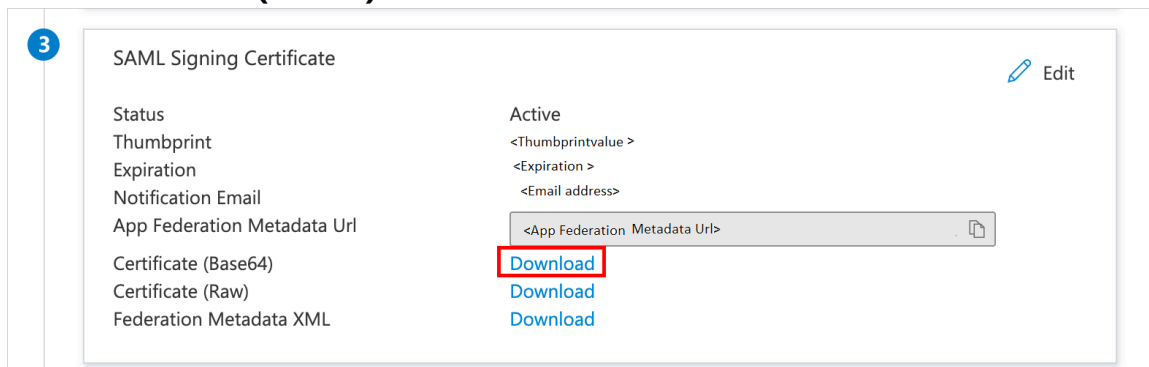 3
SAML Signing Certificate
Edit
Status Active
Thumbprint <Thumbprintvalue >
Expiration <Expiration >
Notification Email <Email address>
App Federation Metadata Url <App Federation Metadata Url>
Certificate (Base64) Download
Certificate (Raw) Download
Federation Metadata XML Download